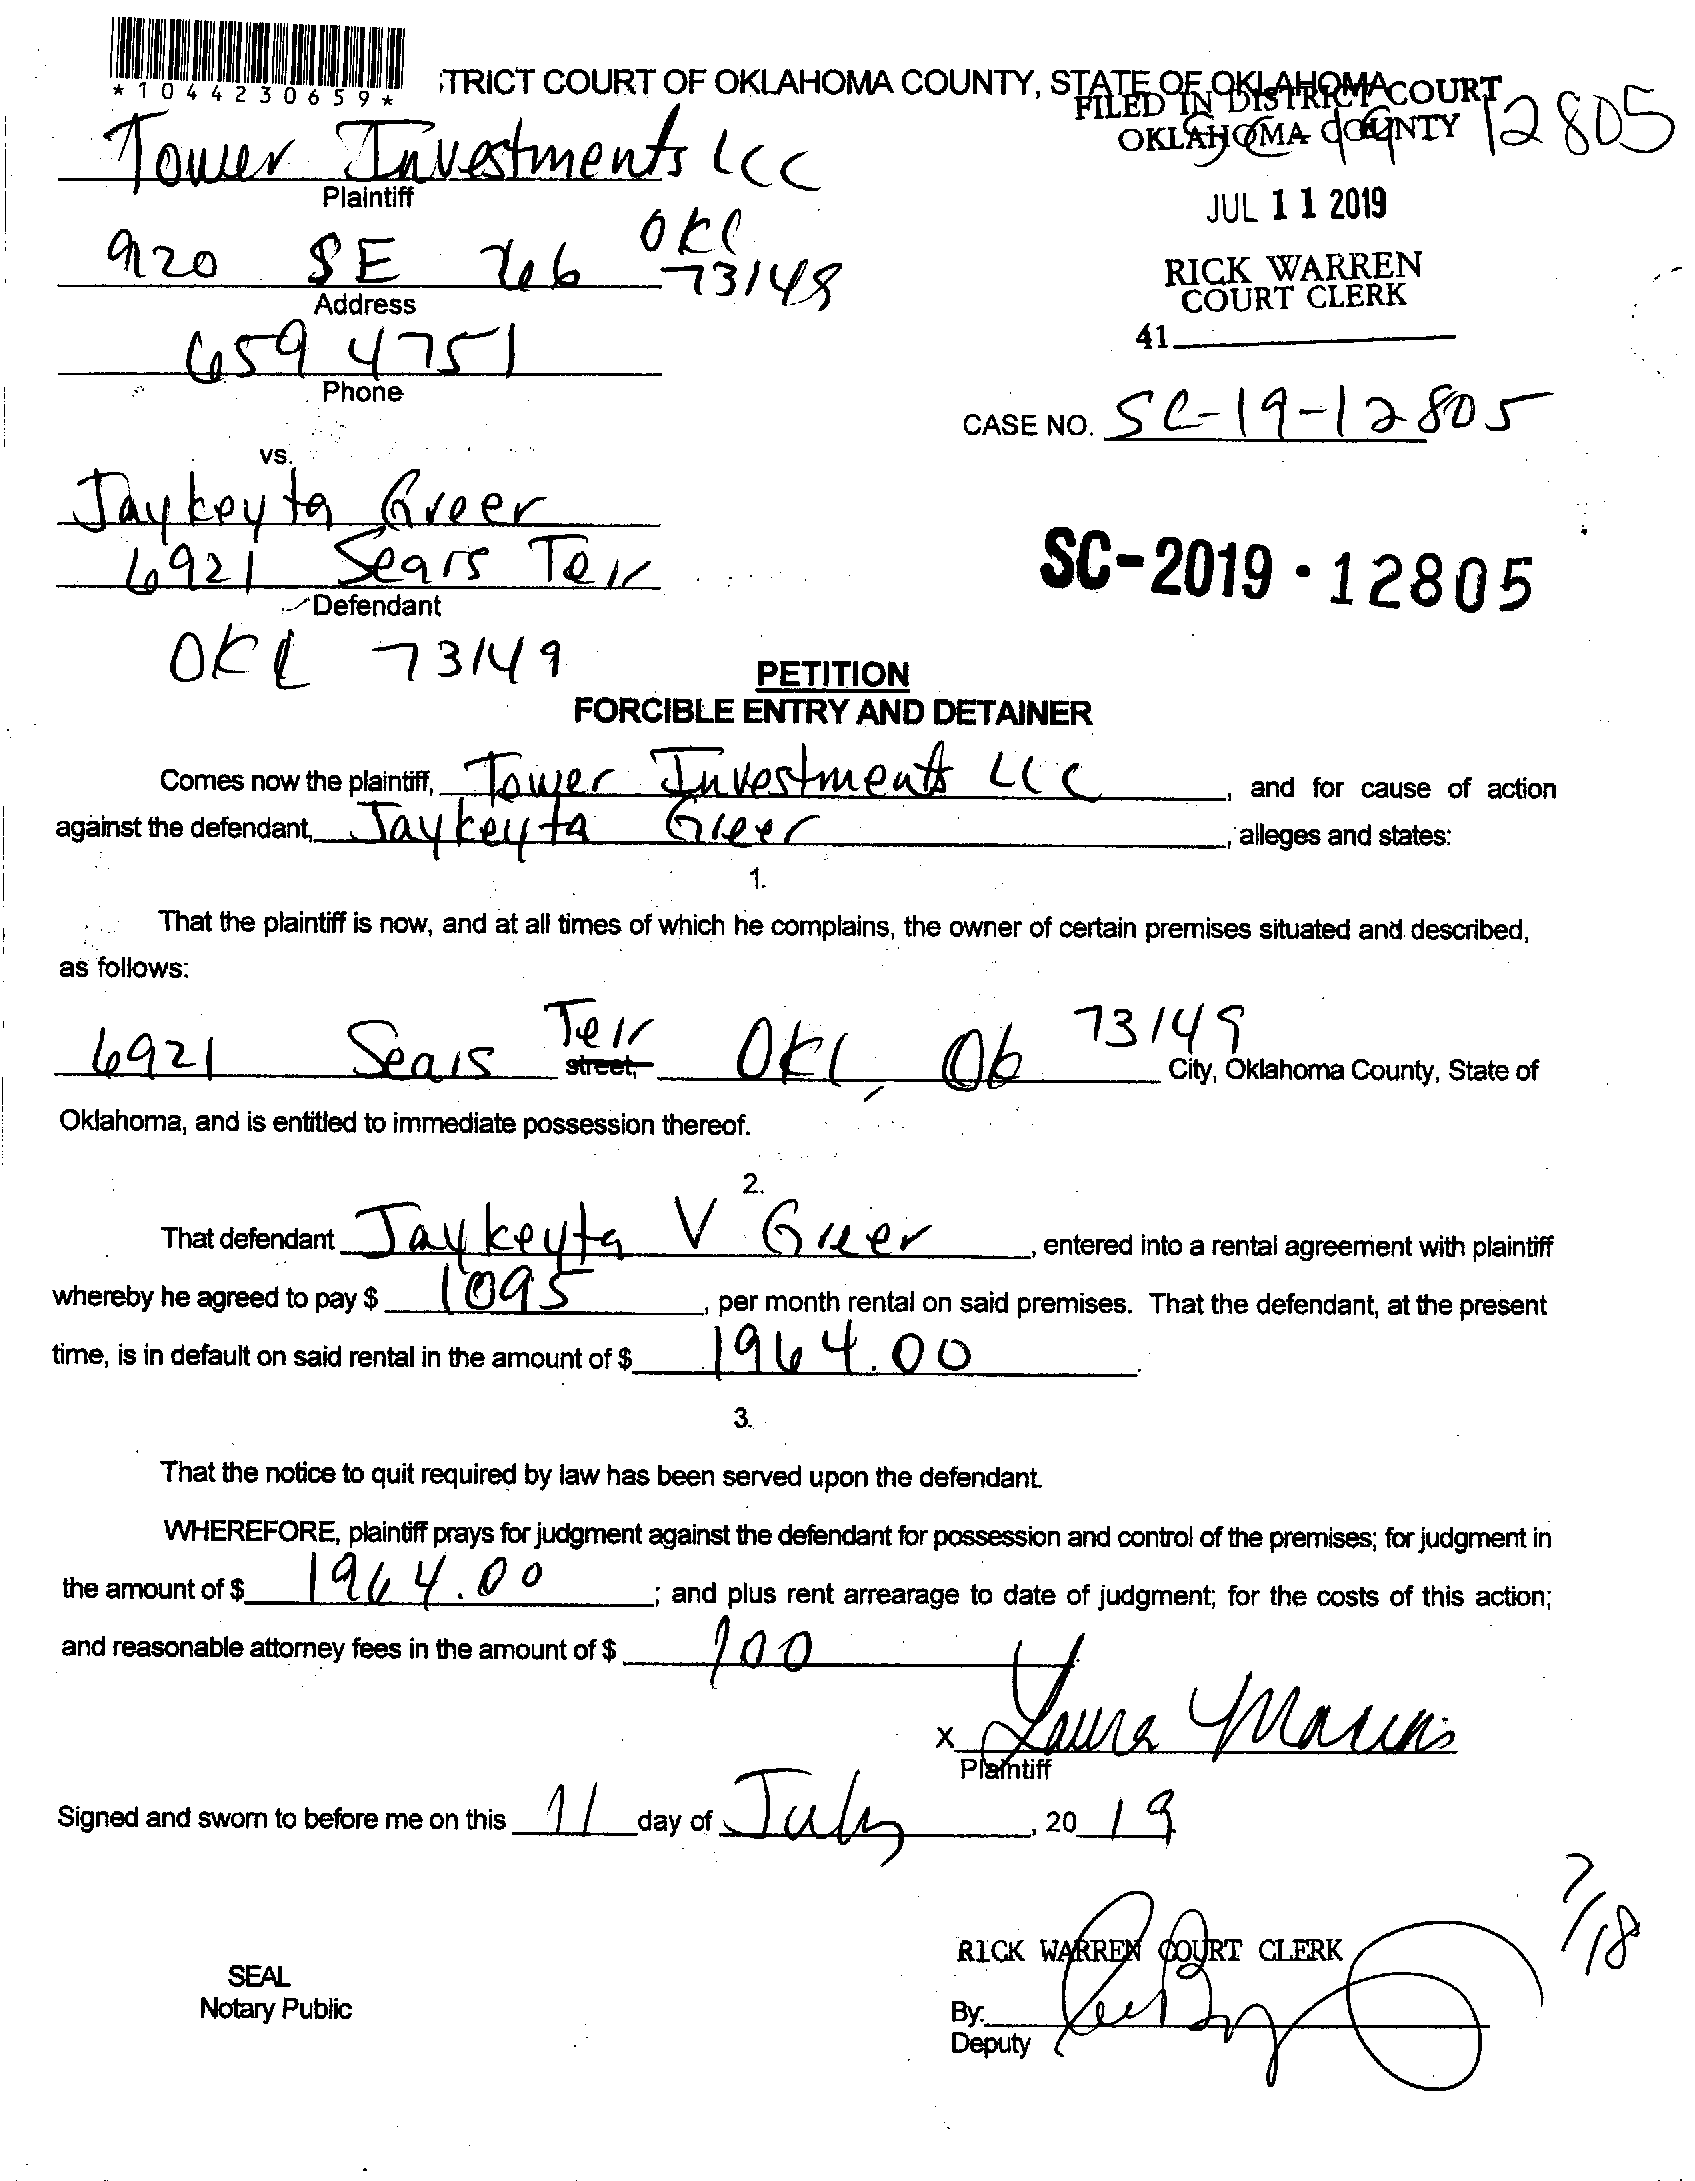 *1044230659*
TRICT COURT OF OKLAHOMA COUNTY, STATE OF OKLAHOMA
FILED IN DISTRICT COURT
OKLAHOMA COUNTY
SC 19 12805
JUL 11 2019
RICK WARREN
COURT CLERK
41
Tower Investments LLC
Plaintiff
920 SE 76 OKC 73149
Address
659 4751
Phone
CASE NO. SC-19-12805
vs.
Jaykeyta Greer
6921 Sears Terr
Defendant
OKC 73149
SC-2019-12805
PETITION
FORCIBLE ENTRY AND DETAINER
Comes now the plaintiff, Tower Investments LLC, and for cause of action
against the defendant, Jaykeyta Greer, alleges and states:
1.
That the plaintiff is now, and at all times of which he complains, the owner of certain premises situated and described,
as follows:
6921 Sears Terr street, OKC, Ok 73149 City, Oklahoma County, State of
Oklahoma, and is entitled to immediate possession thereof.
2.
That defendant Jaykeyta V Greer, entered into a rental agreement with plaintiff
whereby he agreed to pay $ 1095, per month rental on said premises. That the defendant, at the present
time, is in default on said rental in the amount of $ 1964.00.
3.
That the notice to quit required by law has been served upon the defendant.
WHEREFORE, plaintiff prays for judgment against the defendant for possession and control of the premises; for judgment in
the amount of $ 1964.00; and plus rent arrearage to date of judgment; for the costs of this action;
and reasonable attorney fees in the amount of $ 100
x Laura
Plaintiff
Signed and sworn to before me on this 11 day of July, 2019
7/18
RICK WARREN COURT CLERK
SEAL
Notary Public
By:
Deputy